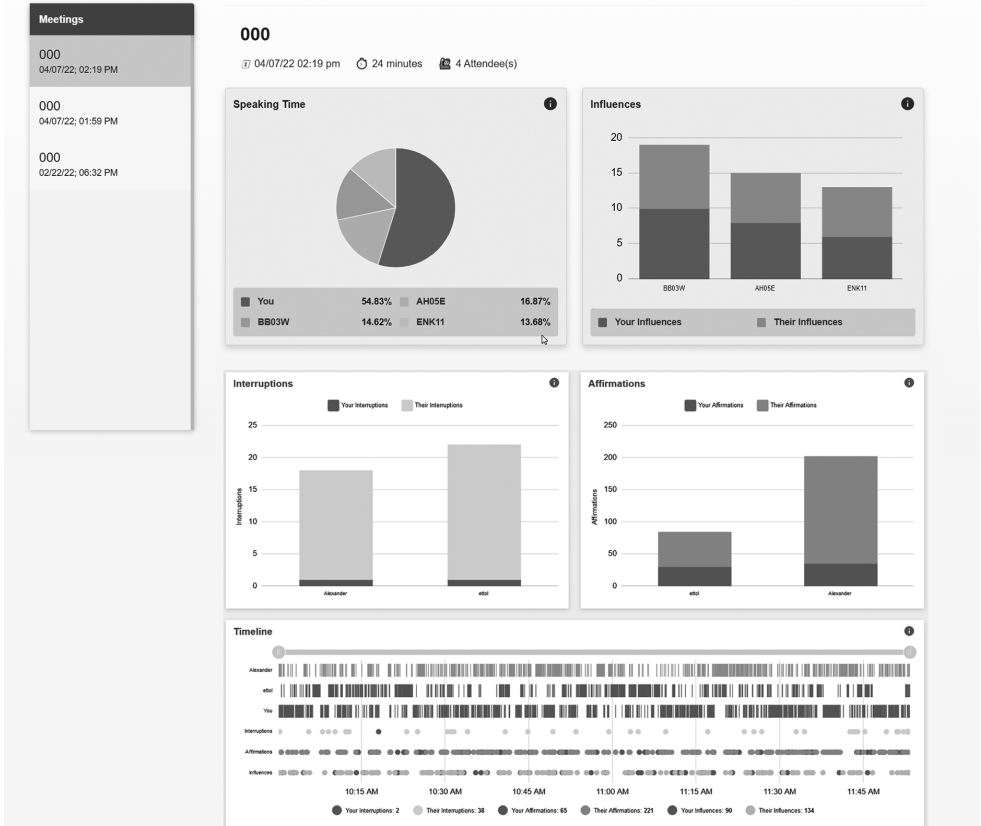 Meetings
000
04/07/22; 02:19 PM
000
04/07/22; 01:59 PM
000
02/22/22; 06:32 PM
000
04/07/22 02:19 pm 24 minutes 4 Attendee(s)
Speaking Time
You 54.83% AH05E 16.87%
BB03W 14.62% ENK11 13.68%
Influences
20
15
10
5
0
BB03W AH05E ENK11
Your Influences Their Influences
Interruptions
Your Interruptions Their Interruptions
Interruptions
25
20
15
10
5
0
Alexander ettol
Affirmations
Your Affirmations Their Affirmations
Affirmations
250
200
150
100
50
0
ettol Alexander
Timeline
Alexander
ettol
You
Interruptions
Affirmations
Influences
10:15 AM 10:30 AM 10:45 AM 11:00 AM 11:15 AM 11:30 AM 11:45 AM
Your Interruptions: 2 Their Interruptions: 38 Your Affirmations: 65 Their Affirmations: 221 Your Influences: 90 Their Influences: 134